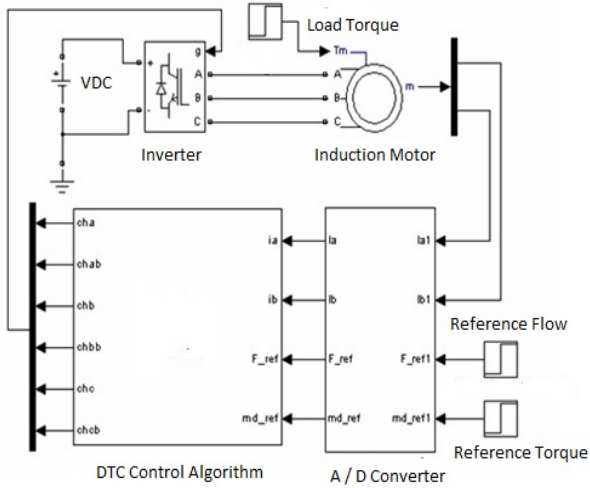 Load Torque
g
Tm
+
A
A
+
VDC
B
B
m
-
C
C
Inverter
Induction Motor
cha
ia
Ia
Ia1
chab
chb
ib
Ib
Ib1
Reference Flow
chbb
F_ref
F_ref
F_ref1
chc
md_ref
md_ref
md_ref1
chcb
Reference Torque
DTC Control Algorithm
A / D Converter